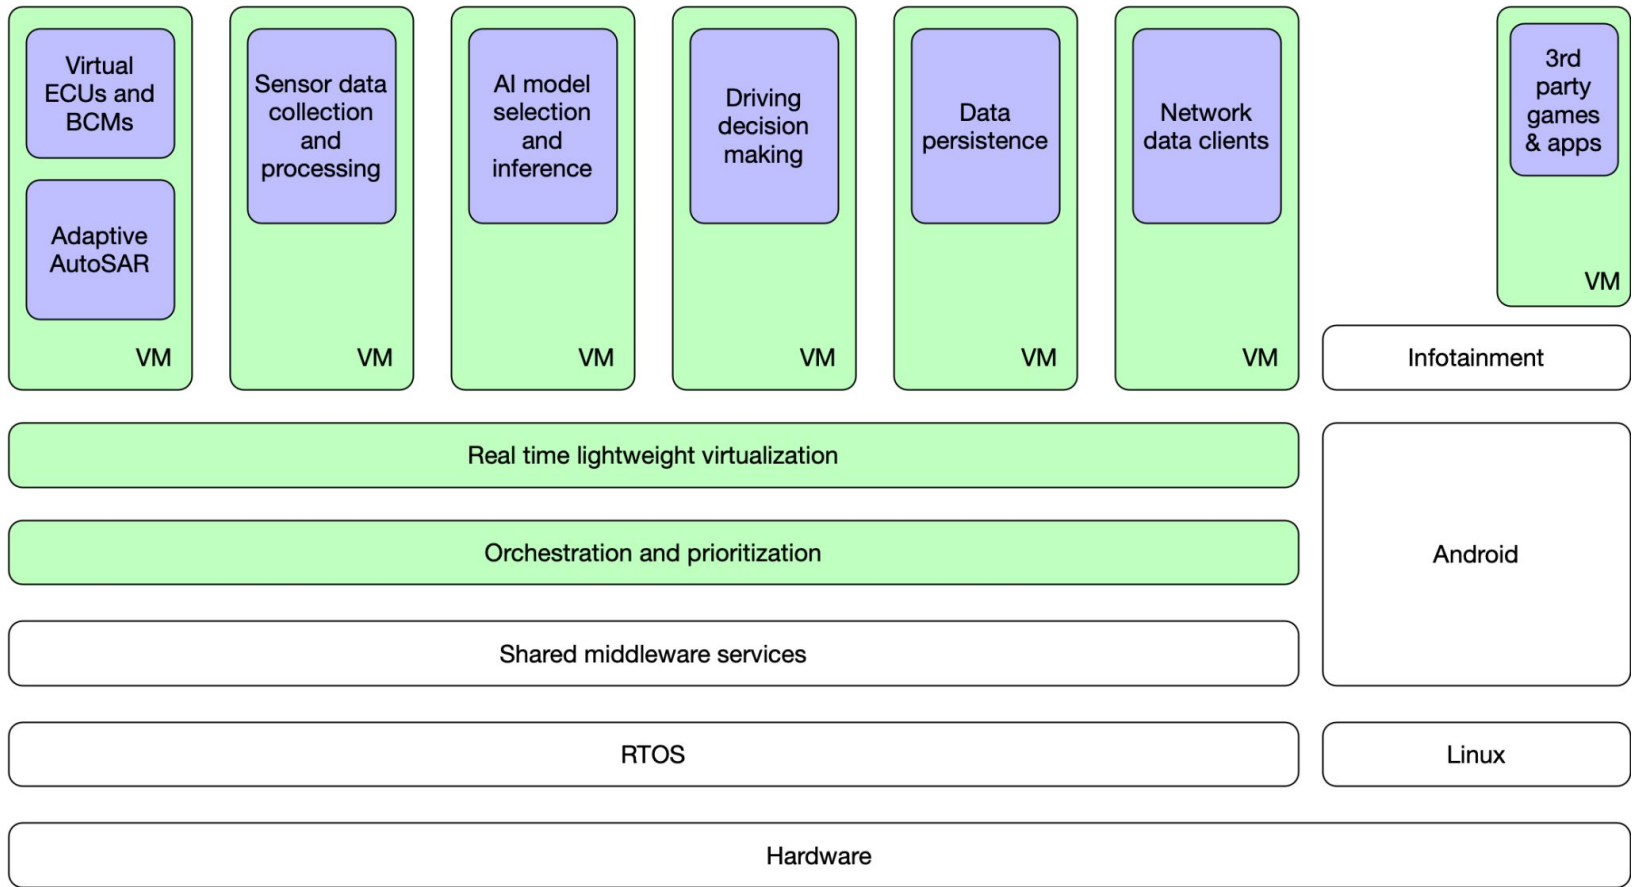 Virtual
ECUs and
BCMs
Adaptive
AutoSAR
VM
Sensor data
collection
and
processing
VM
AI model
selection
and
inference
VM
Driving
decision
making
VM
Data
persistence
VM
Network
data clients
VM
3rd
party
games
& apps
VM
Infotainment
Real time lightweight virtualization
Orchestration and prioritization
Android
Shared middleware services
RTOS
Linux
Hardware